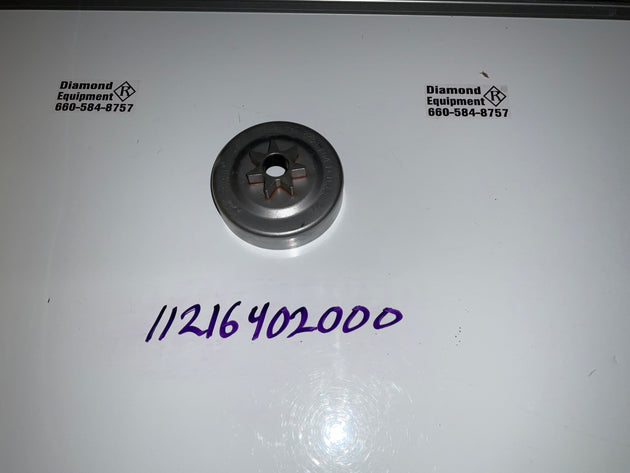 Diamond
Equipment R
660-584-8757
Diamond
Equipment R
660-584-8757
11216402000